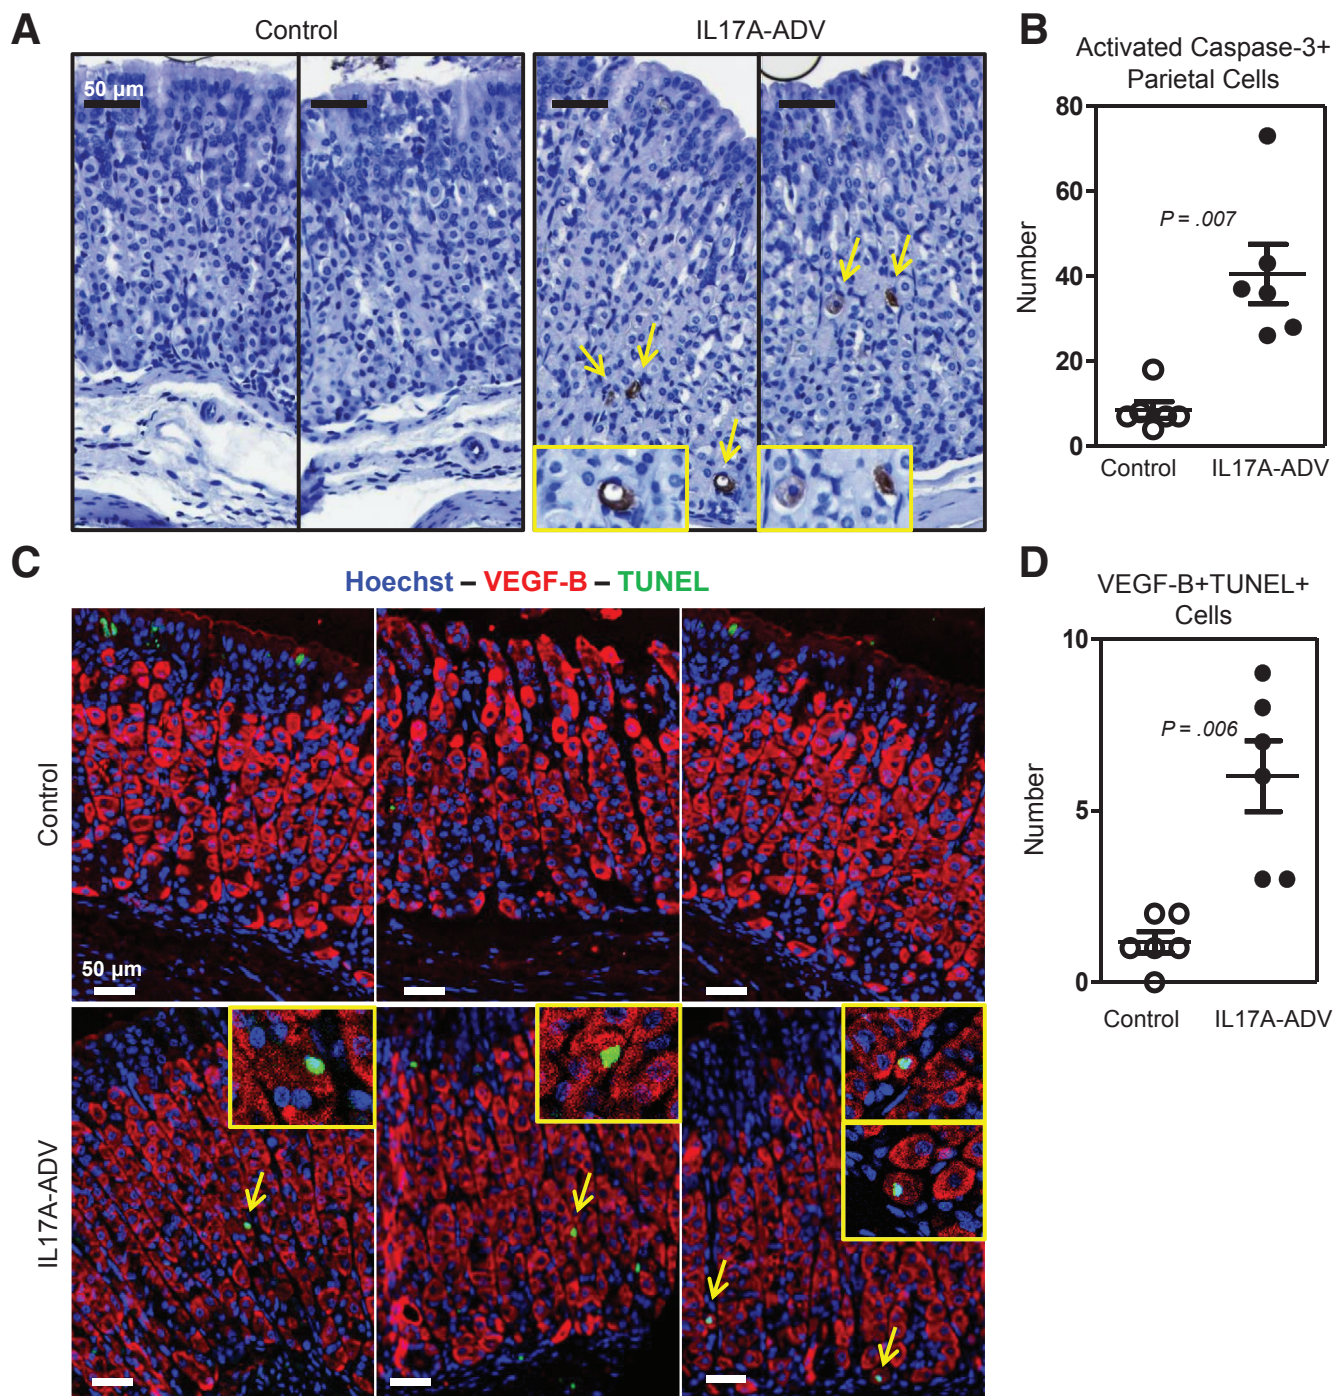 A
Control
IL17A-ADV
50 µm
B
Activated Caspase-3+
Parietal Cells
80
60
40
20
0
Number
P = .007
Control
IL17A-ADV
C
Hoechst – VEGF-B – TUNEL
Control
50 µm
IL17A-ADV
D
VEGF-B+TUNEL+
Cells
10
5
0
Number
P = .006
Control
IL17A-ADV